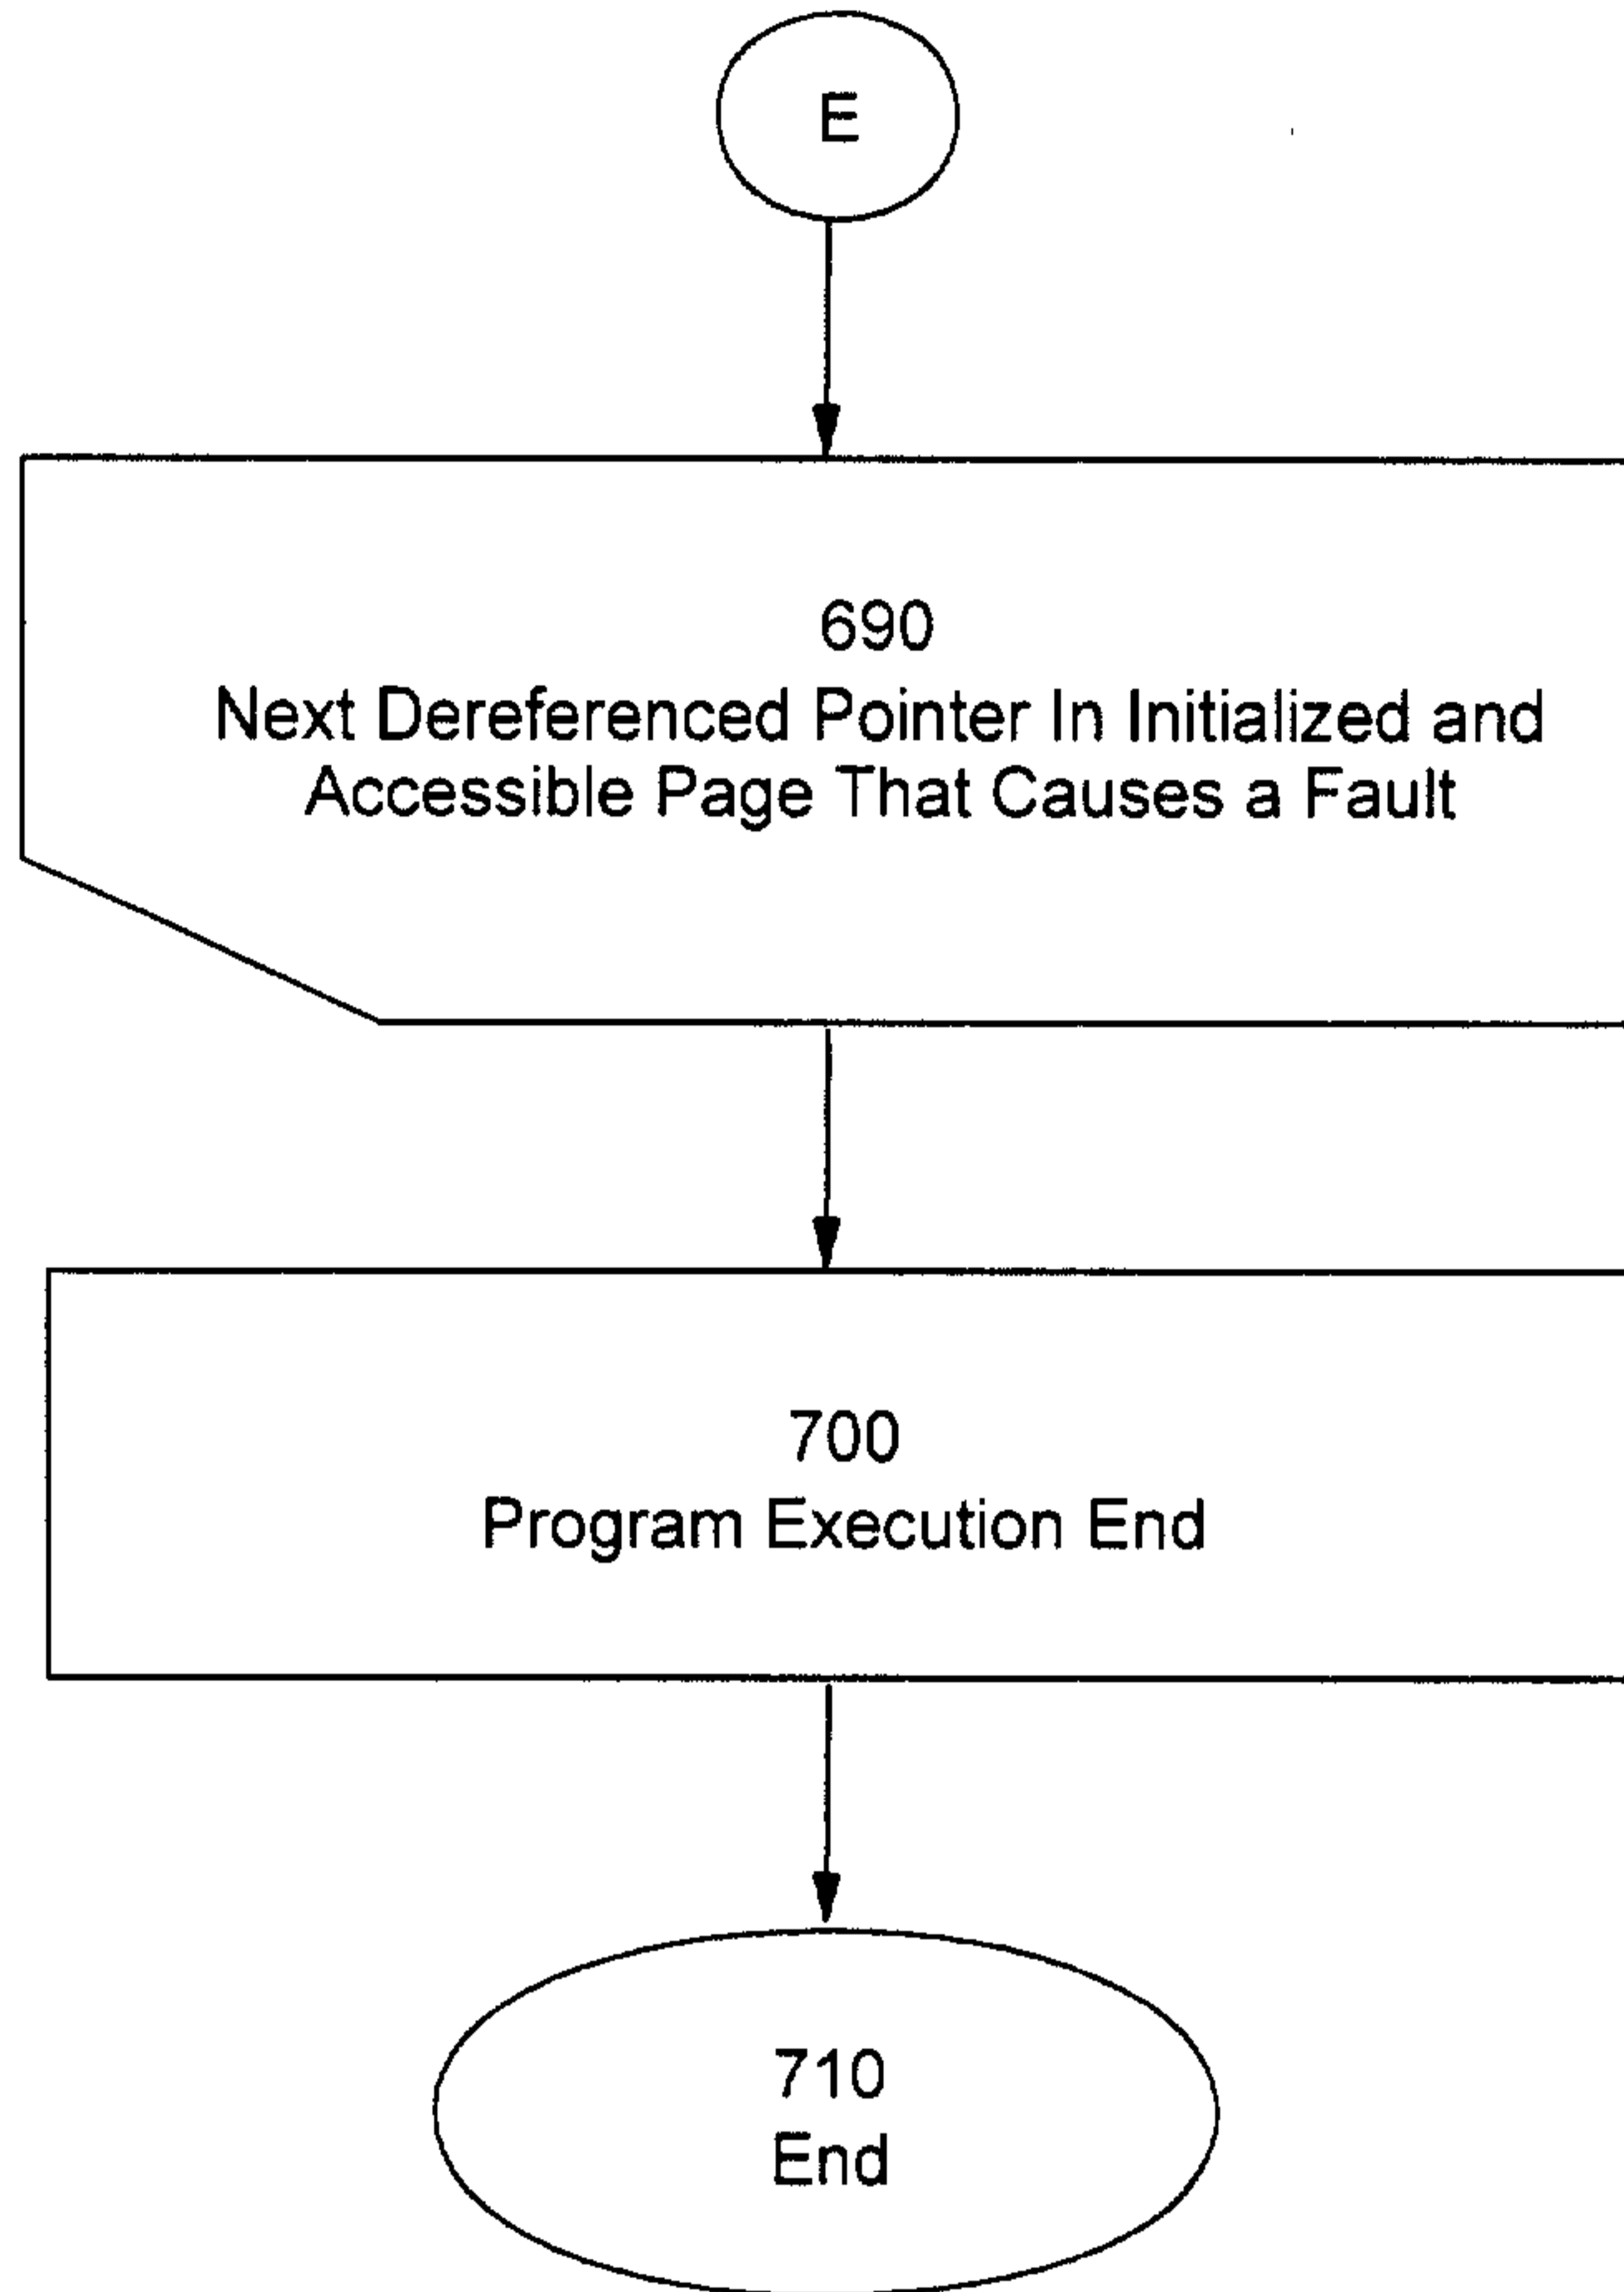 E
690
Next Dereferenced Pointer In Initialized and
Accessible Page That Causes a Fault
700
Program Execution End
710
End